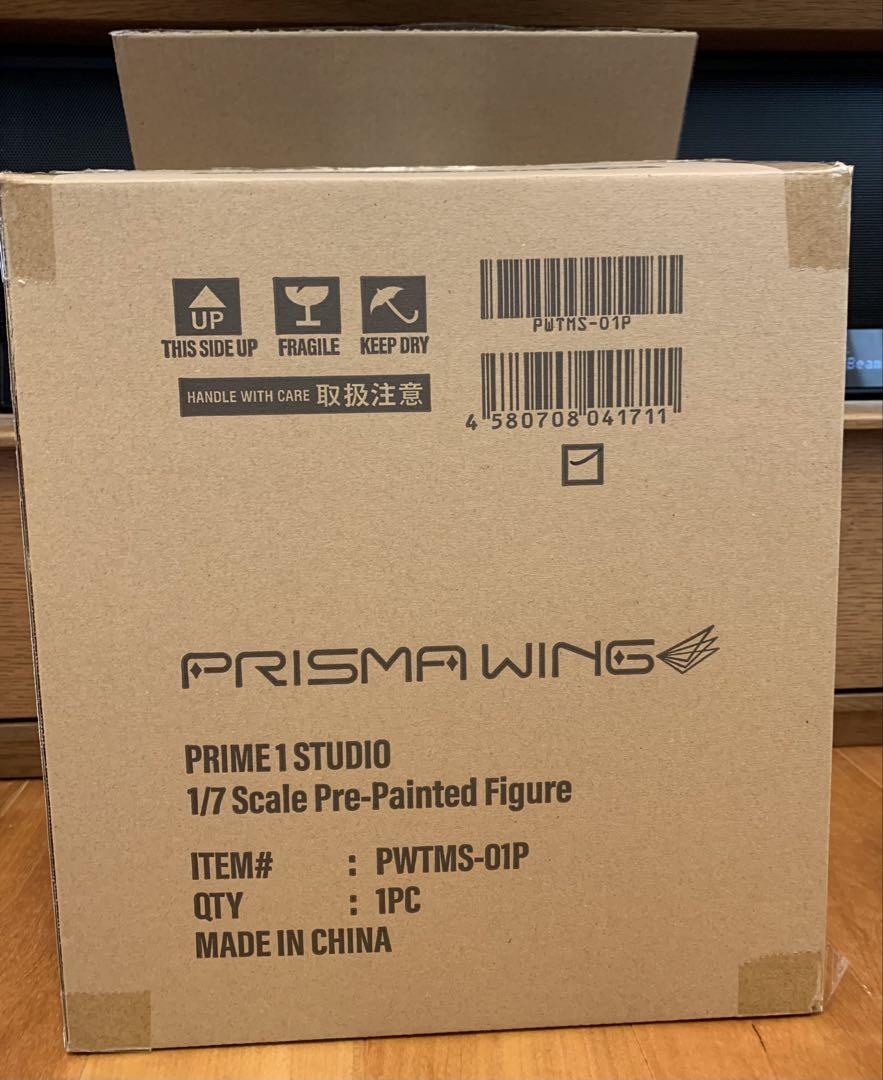 UP
THIS SIDE UP
FRAGILE
KEEP DRY
HANDLE WITH CARE 取扱注意
PWTMS-01P
4 580708 041711
Beam
PRISMA WING
PRIME 1 STUDIO
1/7 Scale Pre-Painted Figure
ITEM# : PWTMS-01P
QTY : 1PC
MADE IN CHINA